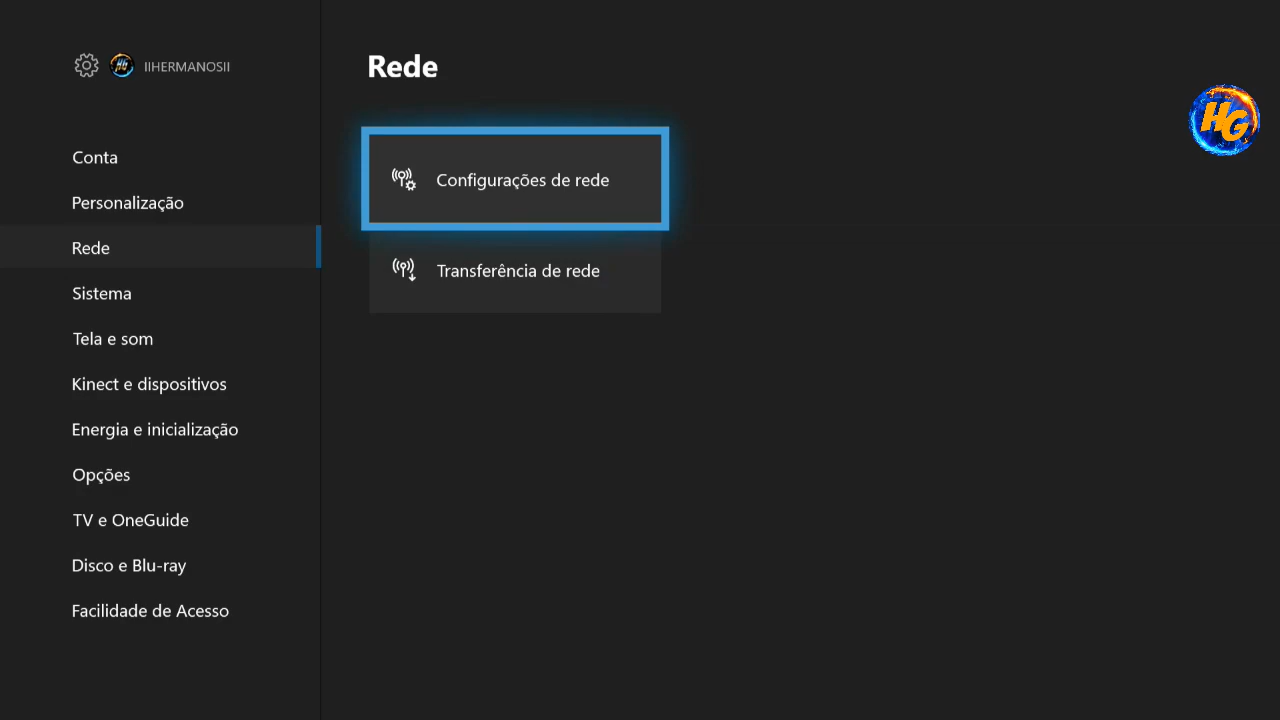 IIHERMANOSII
Conta
Personalização
Rede
Sistema
Tela e som
Kinect e dispositivos
Energia e inicialização
Opções
TV e OneGuide
Disco e Blu-ray
Facilidade de Acesso
Rede
Configurações de rede
Transferência de rede
HG